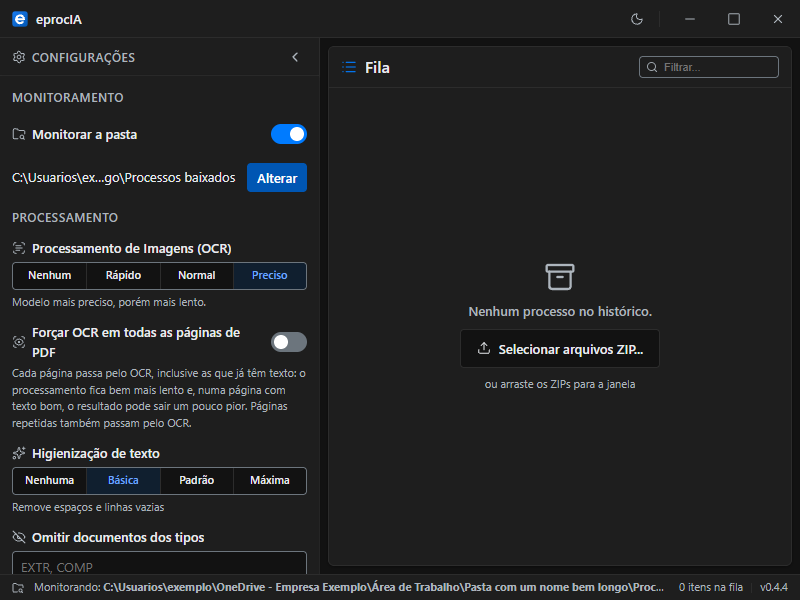 eprocIA
CONFIGURAÇÕES
MONITORAMENTO
Monitorar a pasta
C:\Usuarios\ex...go\Processos baixados
Alterar
PROCESSAMENTO
Processamento de Imagens (OCR)
Nenhum Rápido Normal Preciso
Modelo mais preciso, porém mais lento.
Forçar OCR em todas as páginas de
PDF
Cada página passa pelo OCR, inclusive as que já têm texto: o
processamento fica bem mais lento e, numa página com
texto bom, o resultado pode sair um pouco pior. Páginas
repetidas também passam pelo OCR.
Higienização de texto
Nenhuma Básica Padrão Máxima
Remove espaços e linhas vazias
Omitir documentos dos tipos
EXTR, COMP
Fila
Filtrar...
Nenhum processo no histórico.
Selecionar arquivos ZIP...
ou arraste os ZIPs para a janela
Monitorando: C:\Usuarios\exemplo\OneDrive - Empresa Exemplo\Área de Trabalho\Pasta com um nome bem longo\Proc... 0 itens na fila v0.4.4